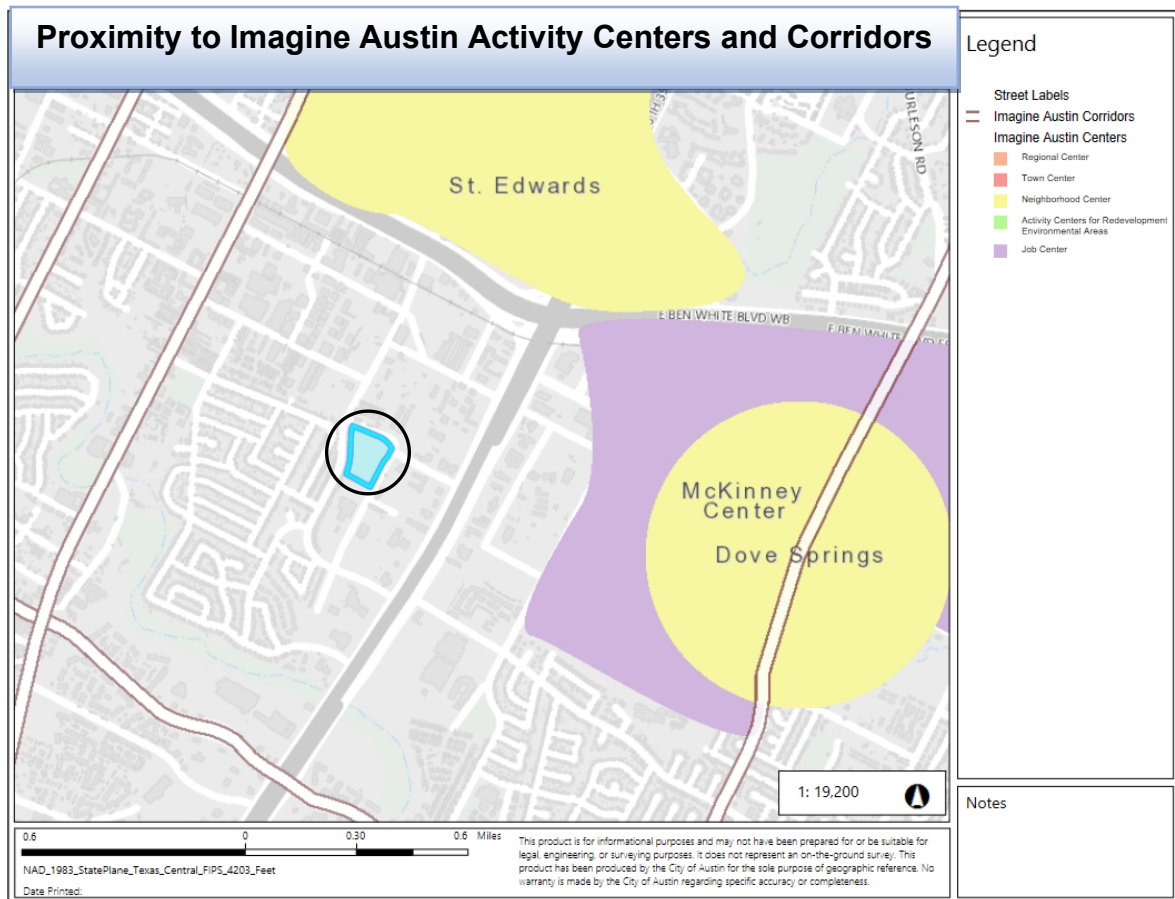 Proximity to Imagine Austin Activity Centers and Corridors
Legend
Street Labels
Imagine Austin Corridors
Imagine Austin Centers
Regional Center
Town Center
Neighborhood Center
Activity Centers for Redevelopment
Environmental Areas
Job Center
URLESON RD
St. Edwards
E BEN WHITE BLVD WB
McKinney
Center
Dove Springs
1: 19,200
Notes
0.6 0 0.30 0.6 Miles
NAD_1983_StatePlane_Texas_Central_FIPS_4203_Feet
Date Printed:
This product is for informational purposes and may not have been prepared for or be suitable for
legal, engineering, or surveying purposes. It does not represent an on-the-ground survey. This
product has been produced by the City of Austin for the sole purpose of geographic reference. No
warranty is made by the City of Austin regarding specific accuracy or completeness.